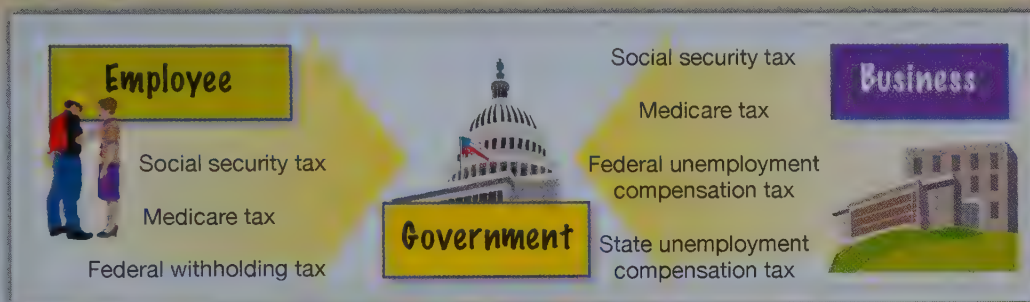 Employee
Social security tax
Medicare tax
Federal withholding tax
Government
Social security tax
Medicare tax
Federal unemployment
compensation tax
State unemployment
compensation tax
Business